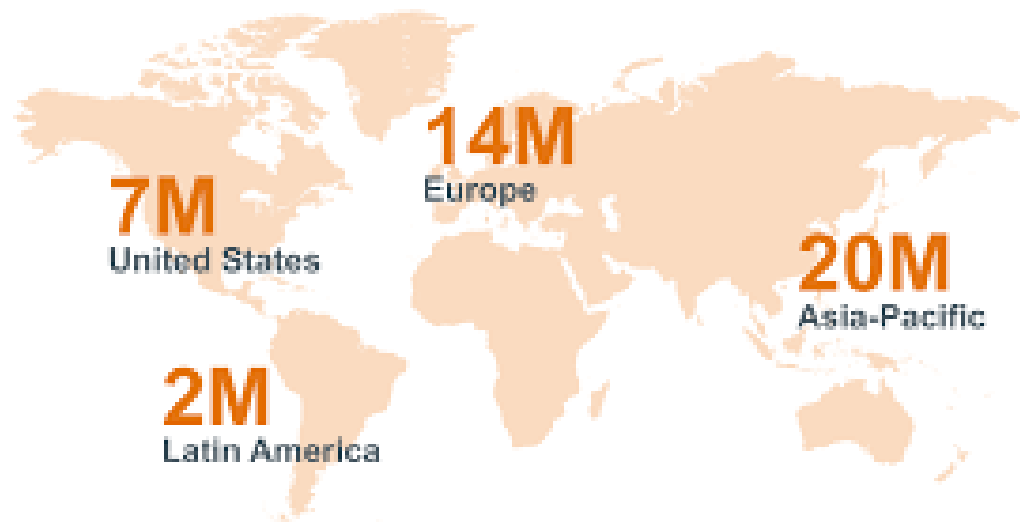 14M
Europe
7M
United States
20M
Asia-Pacific
2M
Latin America